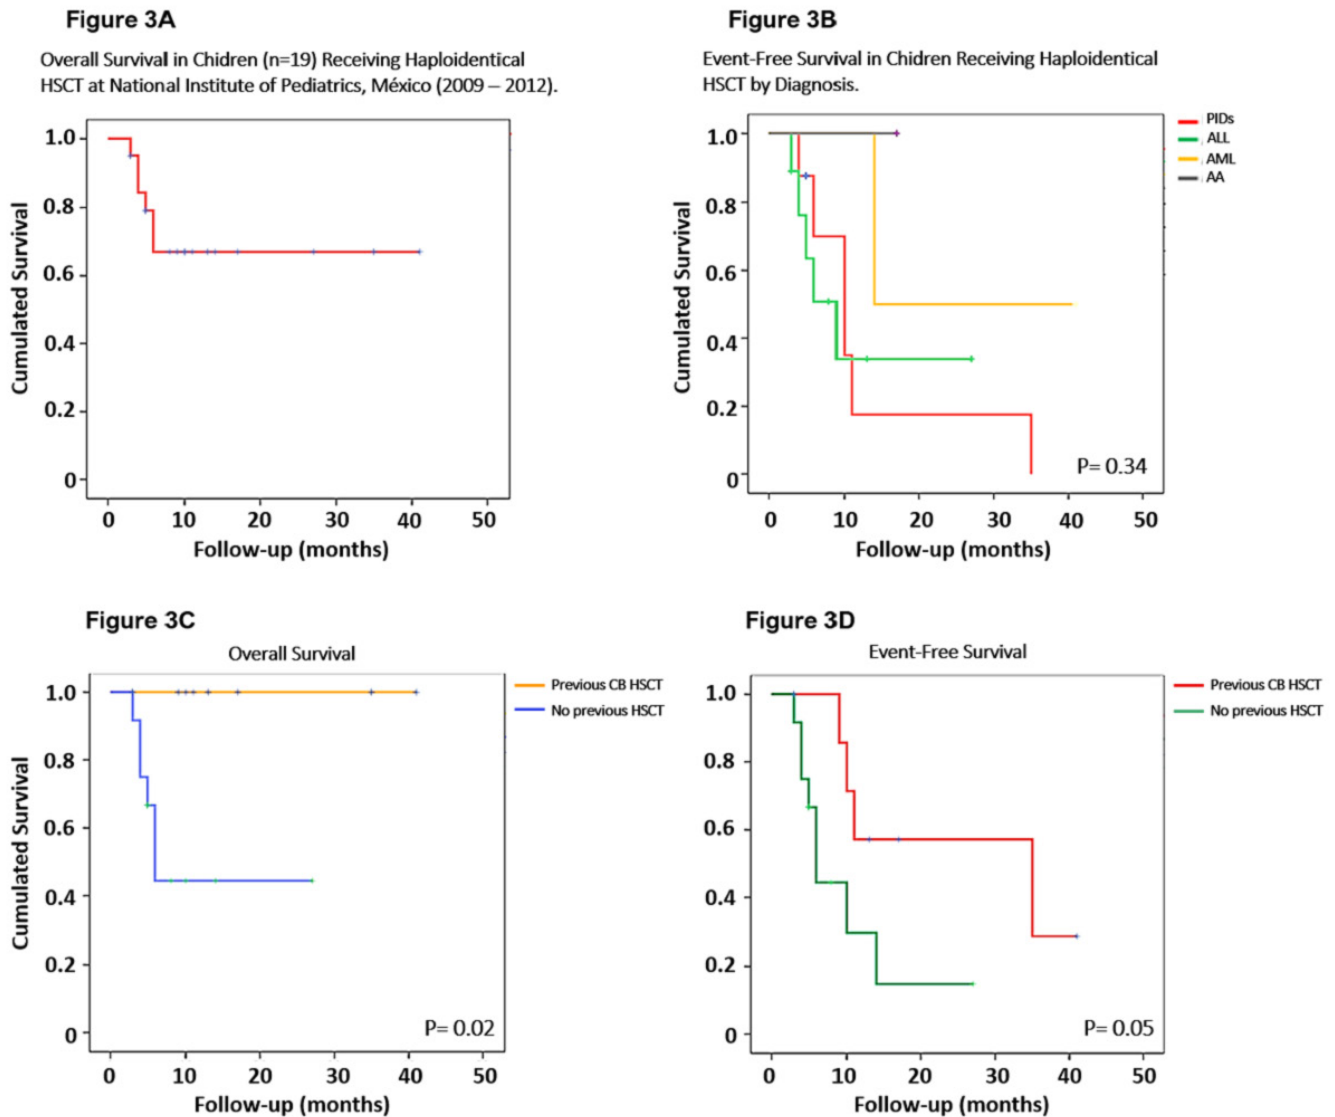 Figure 3A
Overall Survival in Chidren (n=19) Receiving Haploidentical
HSCT at National Institute of Pediatrics, México (2009 – 2012).
1.0
0.8
0.6
0.4
0.2
0
Cumulated Survival
0 10 20 30 40 50
Follow-up (months)
Figure 3B
Event-Free Survival in Chidren Receiving Haploidentical
HSCT by Diagnosis.
PIDs
ALL
AML
AA
1.0
0.8
0.6
0.4
0.2
0
Cumulated Survival
P= 0.34
0 10 20 30 40 50
Follow-up (months)
Figure 3C
Overall Survival
Previous CB HSCT
No previous HSCT
1.0
0.8
0.6
0.4
0.2
0
Cumulated Survival
P= 0.02
0 10 20 30 40 50
Follow-up (months)
Figure 3D
Event-Free Survival
Previous CB HSCT
No previous HSCT
1.0
0.8
0.6
0.4
0.2
0
Cumulated Survival
P= 0.05
0 10 20 30 40 50
Follow-up (months)